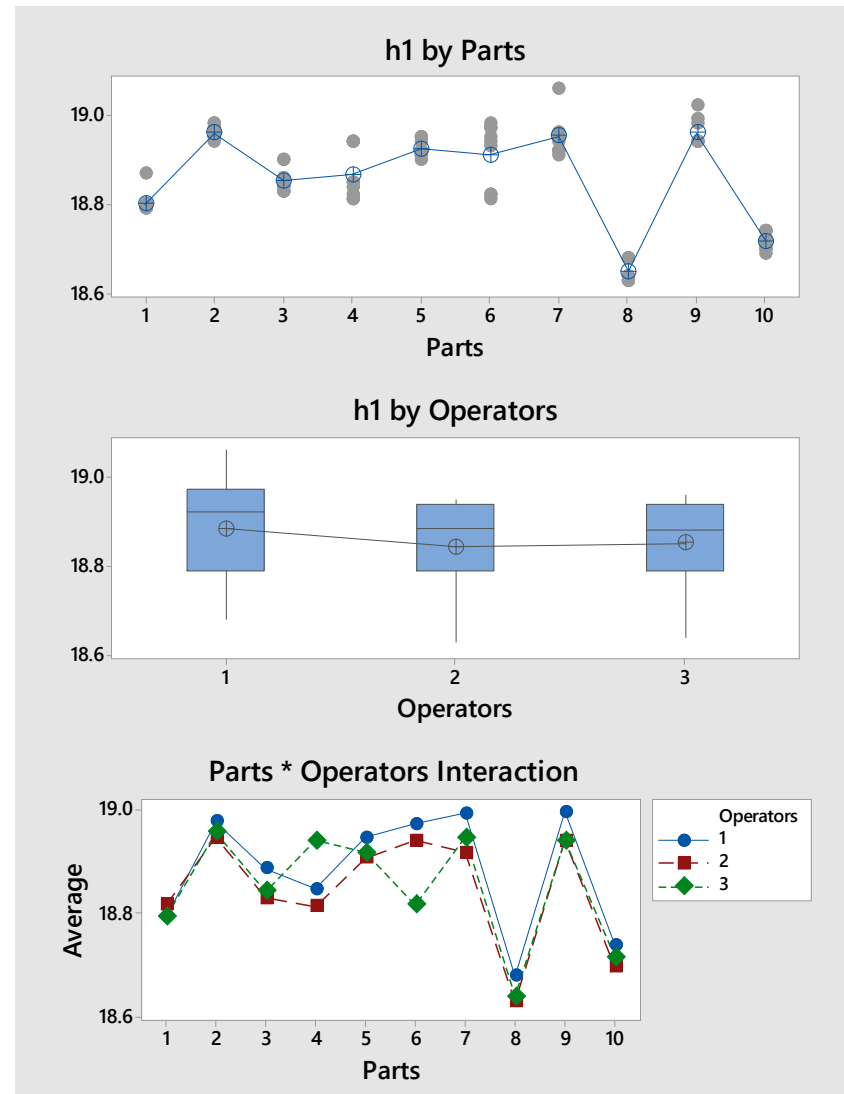 h1 by Parts
19.0
18.8
18.6
1 2 3 4 5 6 7 8 9 10
Parts
h1 by Operators
19.0
18.8
18.6
1 2 3
Operators
Parts * Operators Interaction
19.0
18.8
18.6
Average
1 2 3 4 5 6 7 8 9 10
Parts
Operators
1
2
3